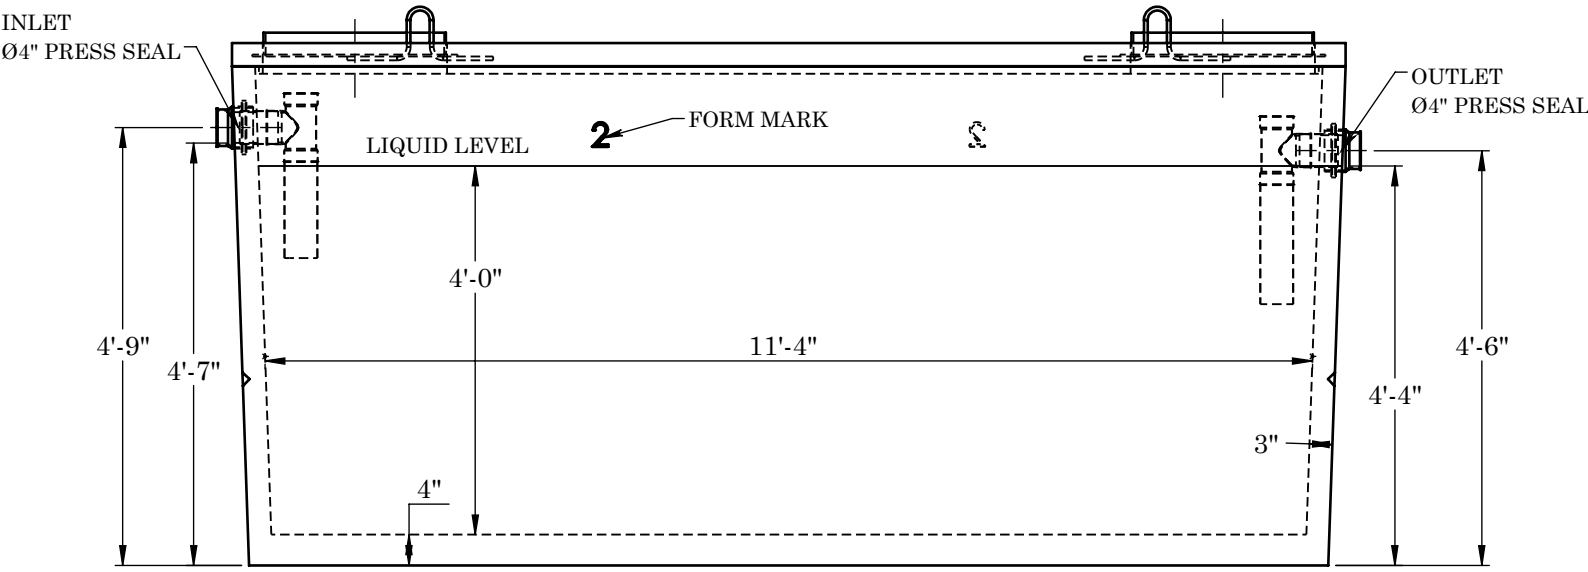 INLET
Ø4" PRESS SEAL
OUTLET
Ø4" PRESS SEAL
2
FORM MARK
2
LIQUID LEVEL
4'-0"
4'-9"
4'-7"
11'-4"
4'-6"
4'-4"
3"
4"